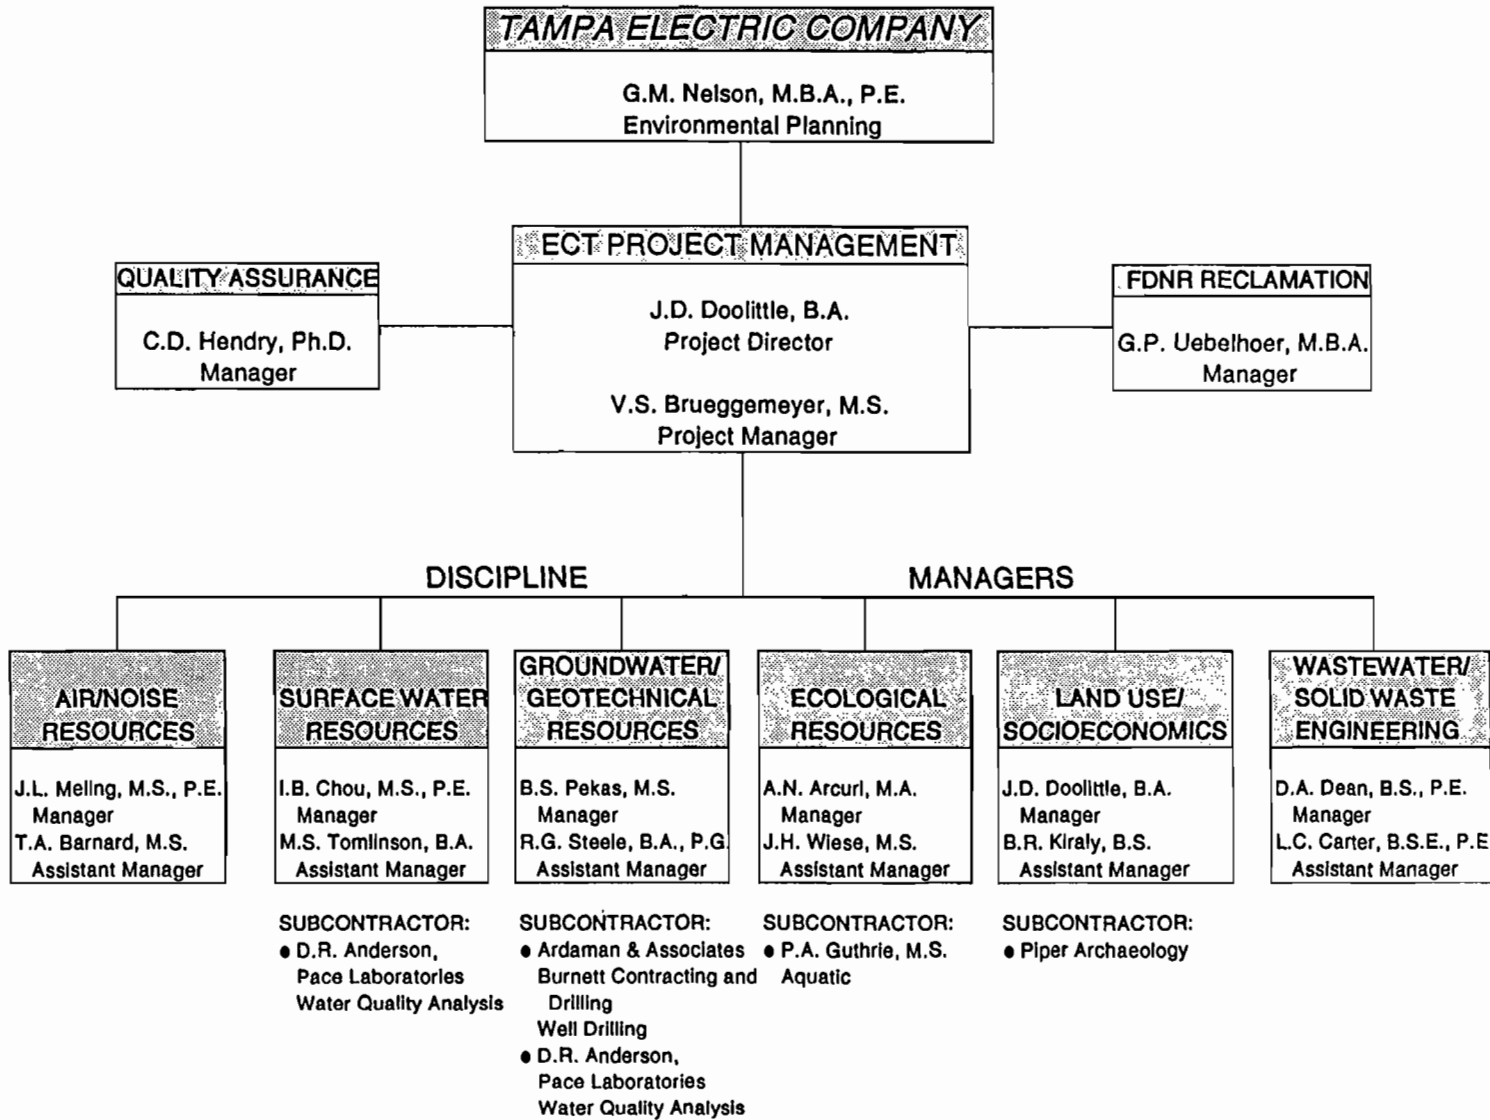 TAMPA ELECTRIC COMPANY
G.M. Nelson, M.B.A., P.E.
Environmental Planning
ECT PROJECT MANAGEMENT
J.D. Doolittle, B.A.
Project Director
V.S. Brueggemeyer, M.S.
Project Manager
QUALITY ASSURANCE
C.D. Hendry, Ph.D.
Manager
FDNR RECLAMATION
G.P. Uebelhoer, M.B.A.
Manager
DISCIPLINE MANAGERS
AIR/NOISE
RESOURCES
J.L. Meling, M.S., P.E.
Manager
T.A. Barnard, M.S.
Assistant Manager
SURFACE WATER
RESOURCES
I.B. Chou, M.S., P.E.
Manager
M.S. Tomlinson, B.A.
Assistant Manager
SUBCONTRACTOR:
● D.R. Anderson,
Pace Laboratories
Water Quality Analysis
GROUNDWATER/
GEOTECHNICAL
RESOURCES
B.S. Pekas, M.S.
Manager
R.G. Steele, B.A., P.G.
Assistant Manager
SUBCONTRACTOR:
● Ardaman & Associates
Burnett Contracting and
Drilling
Well Drilling
● D.R. Anderson,
Pace Laboratories
Water Quality Analysis
ECOLOGICAL
RESOURCES
A.N. Arcuri, M.A.
Manager
J.H. Wiese, M.S.
Assistant Manager
SUBCONTRACTOR:
● P.A. Guthrie, M.S.
Aquatic
LAND USE/
SOCIOECONOMICS
J.D. Doolittle, B.A.
Manager
B.R. Kiraly, B.S.
Assistant Manager
SUBCONTRACTOR:
● Piper Archaeology
WASTEWATER/
SOLID WASTE
ENGINEERING
D.A. Dean, B.S., P.E.
Manager
L.C. Carter, B.S.E., P.E
Assistant Manager